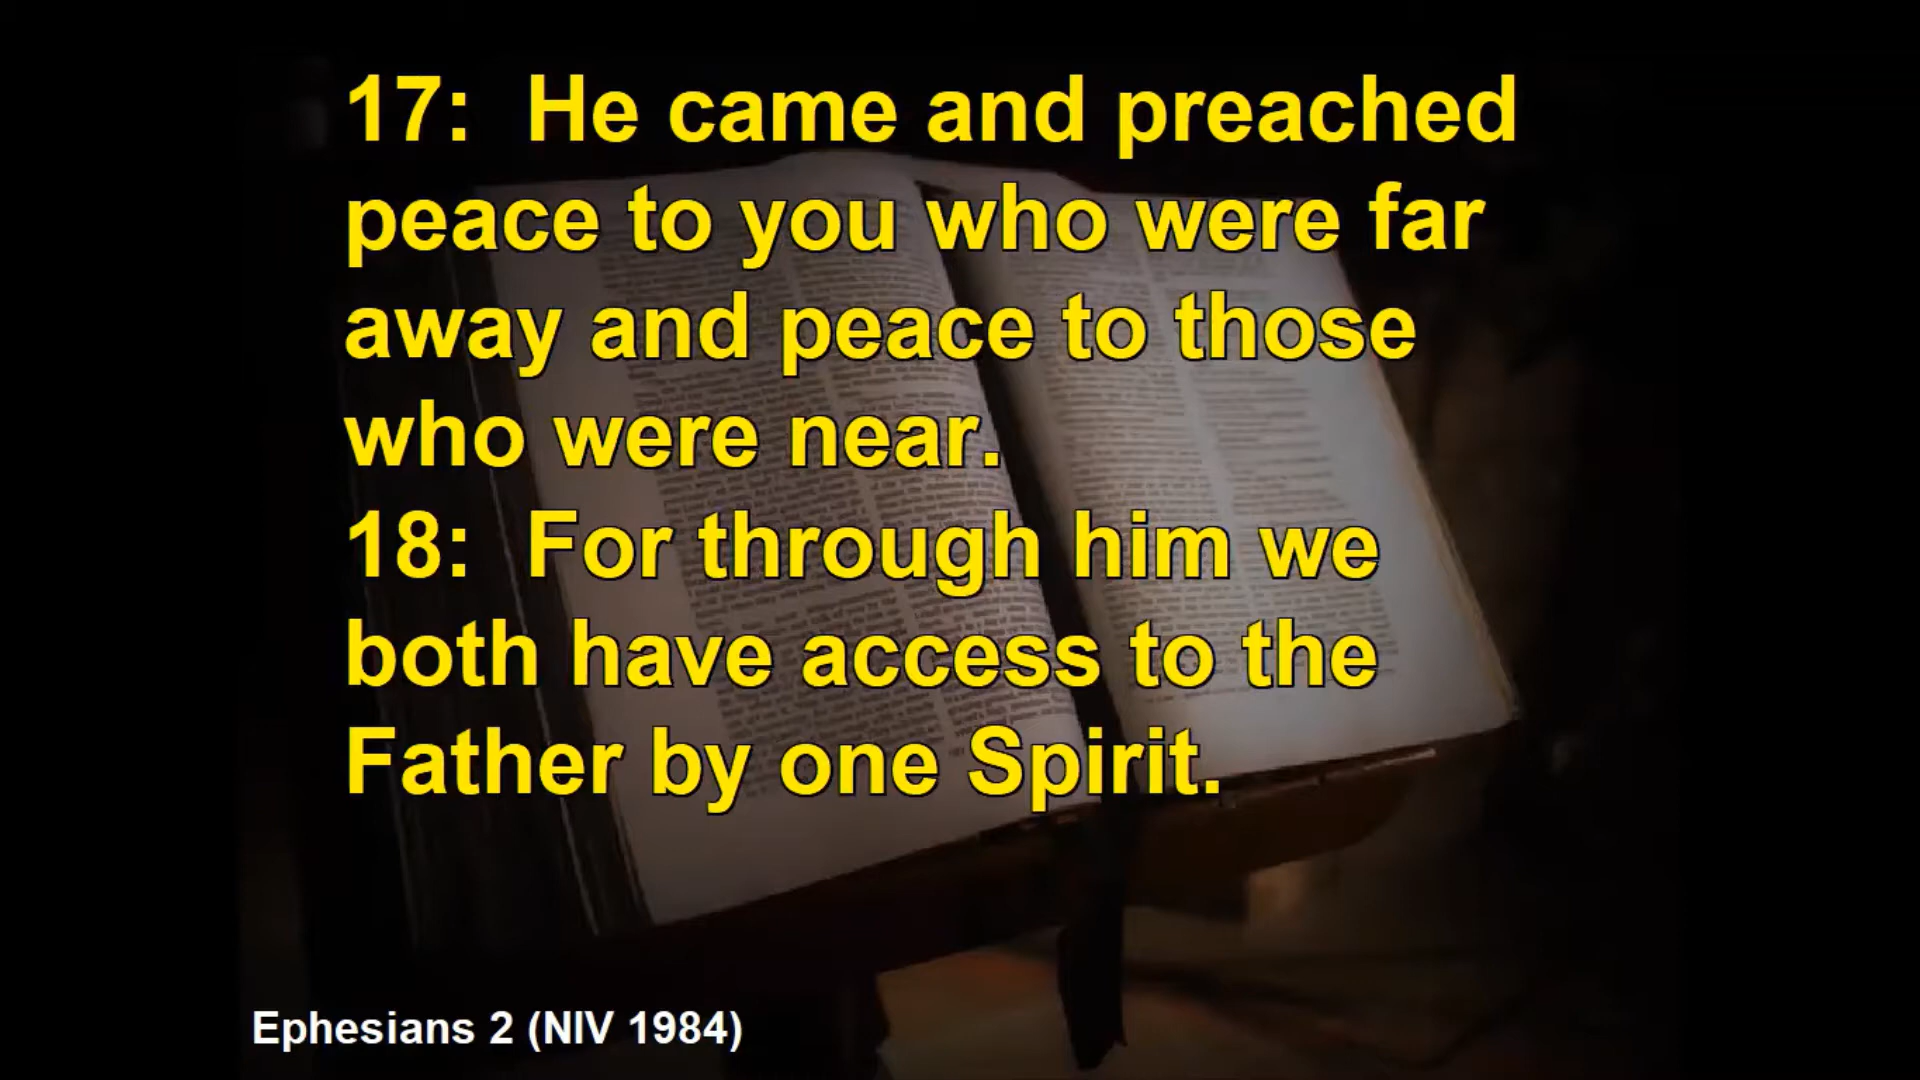 17:  He came and preached
peace to you who were far
away and peace to those
who were near.
18:  For through him we
both have access to the
Father by one Spirit.
Ephesians 2 (NIV 1984)